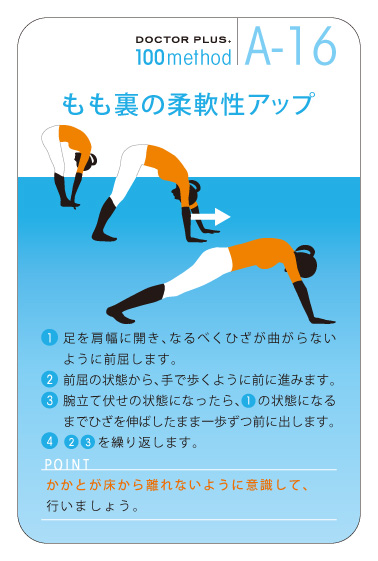 DOCTOR PLUS.
100method
A-16
もも裏の柔軟性アップ
1 足を肩幅に開き、なるべくひざが曲がらない
ように前屈します。
2 前屈の状態から、手で歩くように前に進みます。
3 腕立て伏せの状態になったら、1の状態になる
までひざを伸ばしたまま一歩ずつ前に出します。
4 2 3を繰り返します。
POINT
かかとが床から離れないように意識して、
行いましょう。